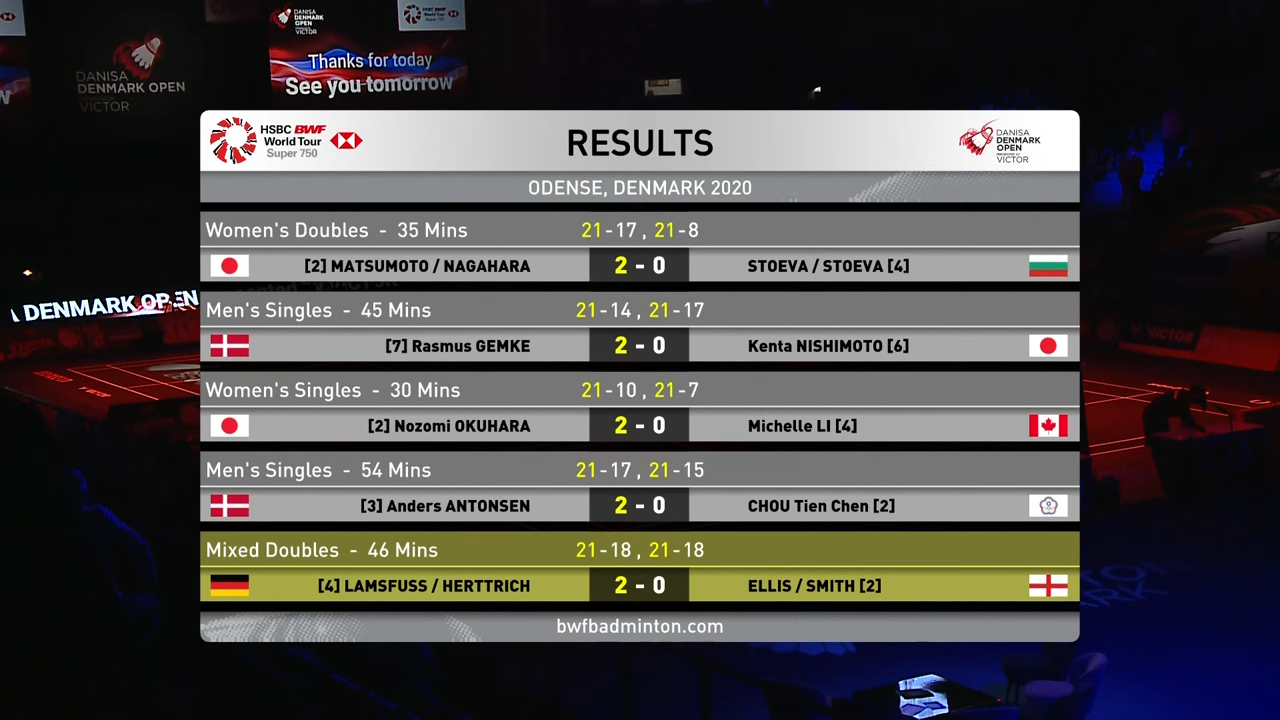 DANISA
DENMARK OPEN
VICTOR
DANISA
DENMARK OPEN
VICTOR
Thanks for today
See you tomorrow
HSBC BWF
World Tour
Super 750
RESULTS
DANISA
DENMARK
OPEN
VICTOR
ODENSE, DENMARK 2020
Women's Doubles - 35 Mins 21-17, 21-8
[2] MATSUMOTO / NAGAHARA 2 - 0 STOEVA / STOEVA [4]
DENMARK OPEN
Men's Singles - 45 Mins 21-14, 21-17
[7] Rasmus GEMKE 2 - 0 Kenta NISHIMOTO [6]
VICTOR
Women's Singles - 30 Mins 21-10, 21-7
[2] Nozomi OKUHARA 2 - 0 Michelle LI [4]
Men's Singles - 54 Mins 21-17, 21-15
[3] Anders ANTONSEN 2 - 0 CHOU Tien Chen [2]
Mixed Doubles - 46 Mins 21-18, 21-18
[4] LAMSFUSS / HERTTRICH 2 - 0 ELLIS / SMITH [2]
bwfbadminton.com